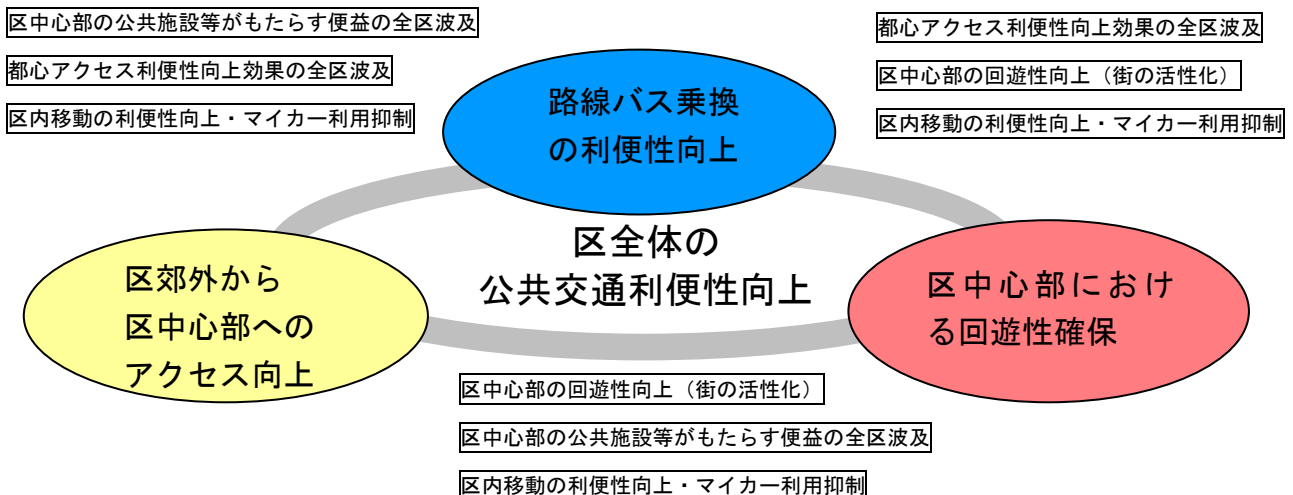 区中心部の公共施設等がもたらす便益の全区波及
都心アクセス利便性向上効果の全区波及
区内移動の利便性向上・マイカー利用抑制
都心アクセス利便性向上効果の全区波及
区中心部の回遊性向上（街の活性化）
区内移動の利便性向上・マイカー利用抑制
路線バス乗換
の利便性向上
区全体の
公共交通利便性向上
区郊外から
区中心部への
アクセス向上
区中心部におけ
る回遊性確保
区中心部の回遊性向上（街の活性化）
区中心部の公共施設等がもたらす便益の全区波及
区内移動の利便性向上・マイカー利用抑制